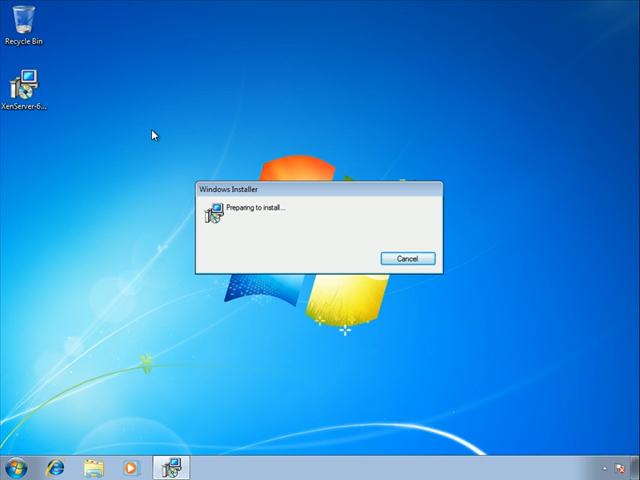 Recycle Bin
XenServer-6...
Windows Installer
Preparing to install...
Cancel